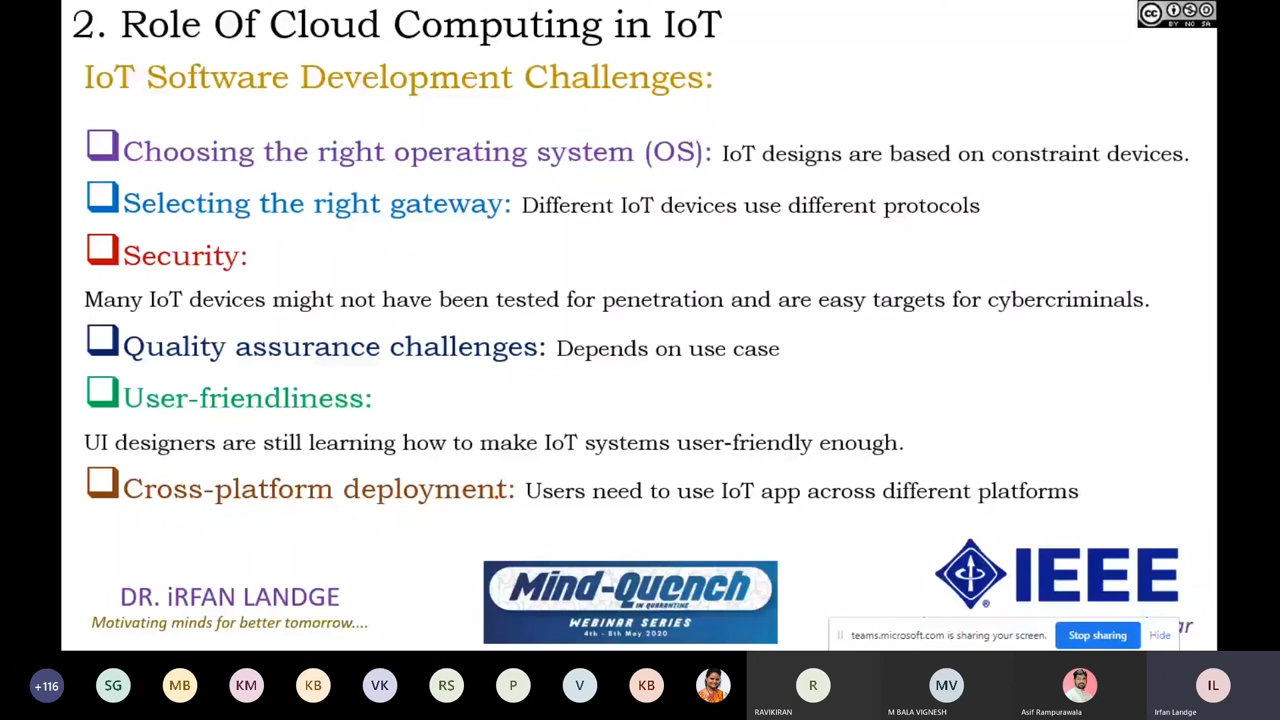 2. Role Of Cloud Computing in IoT
CC
BY NC SA
IoT Software Development Challenges:
Choosing the right operating system (OS): IoT designs are based on constraint devices.
Selecting the right gateway: Different IoT devices use different protocols
Security:
Many IoT devices might not have been tested for penetration and are easy targets for cybercriminals.
Quality assurance challenges: Depends on use case
User-friendliness:
UI designers are still learning how to make IoT systems user-friendly enough.
Cross-platform deployment: Users need to use IoT app across different platforms
DR. iRFAN LANDGE
Motivating minds for better tomorrow....
Mind-Quench
IN QUARANTINE
WEBINAR SERIES
4th - 8th May 2020
IEEE
®
teams.microsoft.com is sharing your screen. Stop sharing Hide
+116 SG MB KM KB VK RS P V KB R MV IL
RAVIKIRAN M BALA VIGNESH Asif Rampurawala Irfan Landge